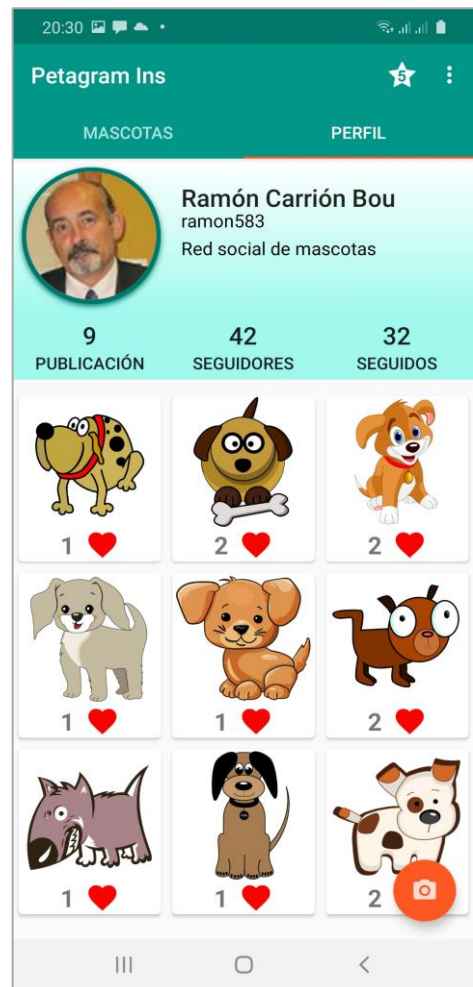 20:30
Petagram Ins
5
MASCOTAS
PERFIL
Ramón Carrión Bou
ramon583
Red social de mascotas
9
42
32
PUBLICACIÓN
SEGUIDORES
SEGUIDOS
1
2
2
1
1
2
1
1
2